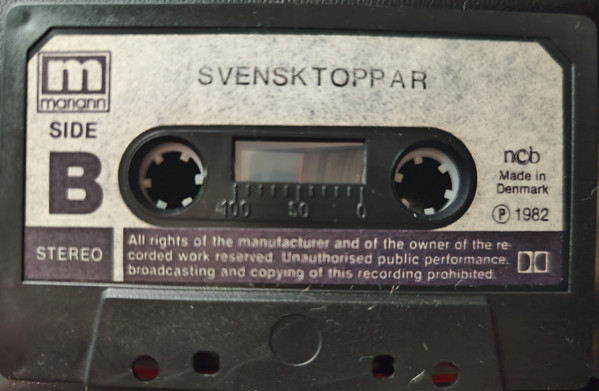 m
mariann
SVENSKTOPPAR
SIDE
B
ncb
Made in
Denmark
℗ 1982
100 50 0
STEREO
All rights of the manufacturer and of the owner of the re-
corded work reserved. Unauthorised public performance,
broadcasting and copying of this recording prohibited.